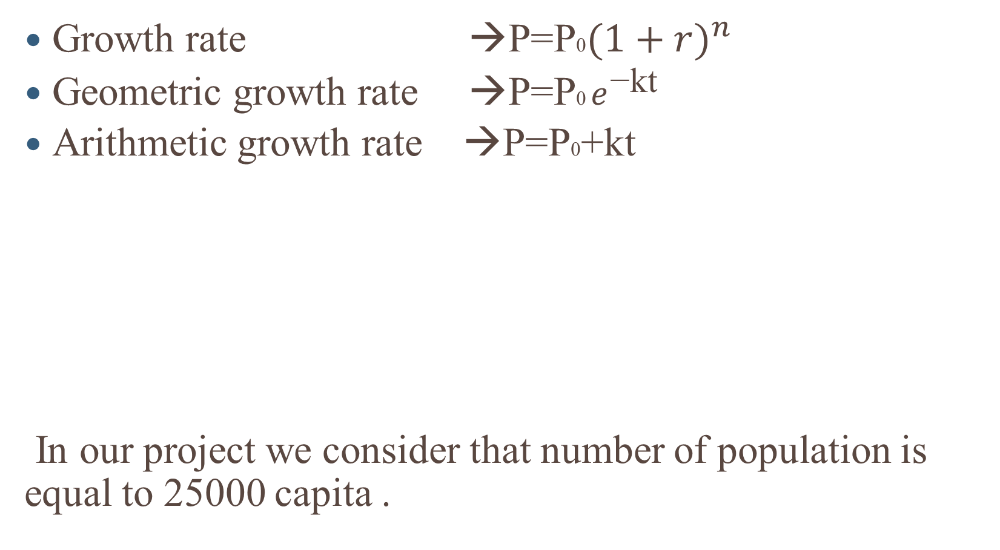 • Growth rate →P=P₀(1 + r)ⁿ
• Geometric growth rate →P=P₀e⁻ᵏᵗ
• Arithmetic growth rate →P=P₀+kt
In our project we consider that number of population is
equal to 25000 capita .